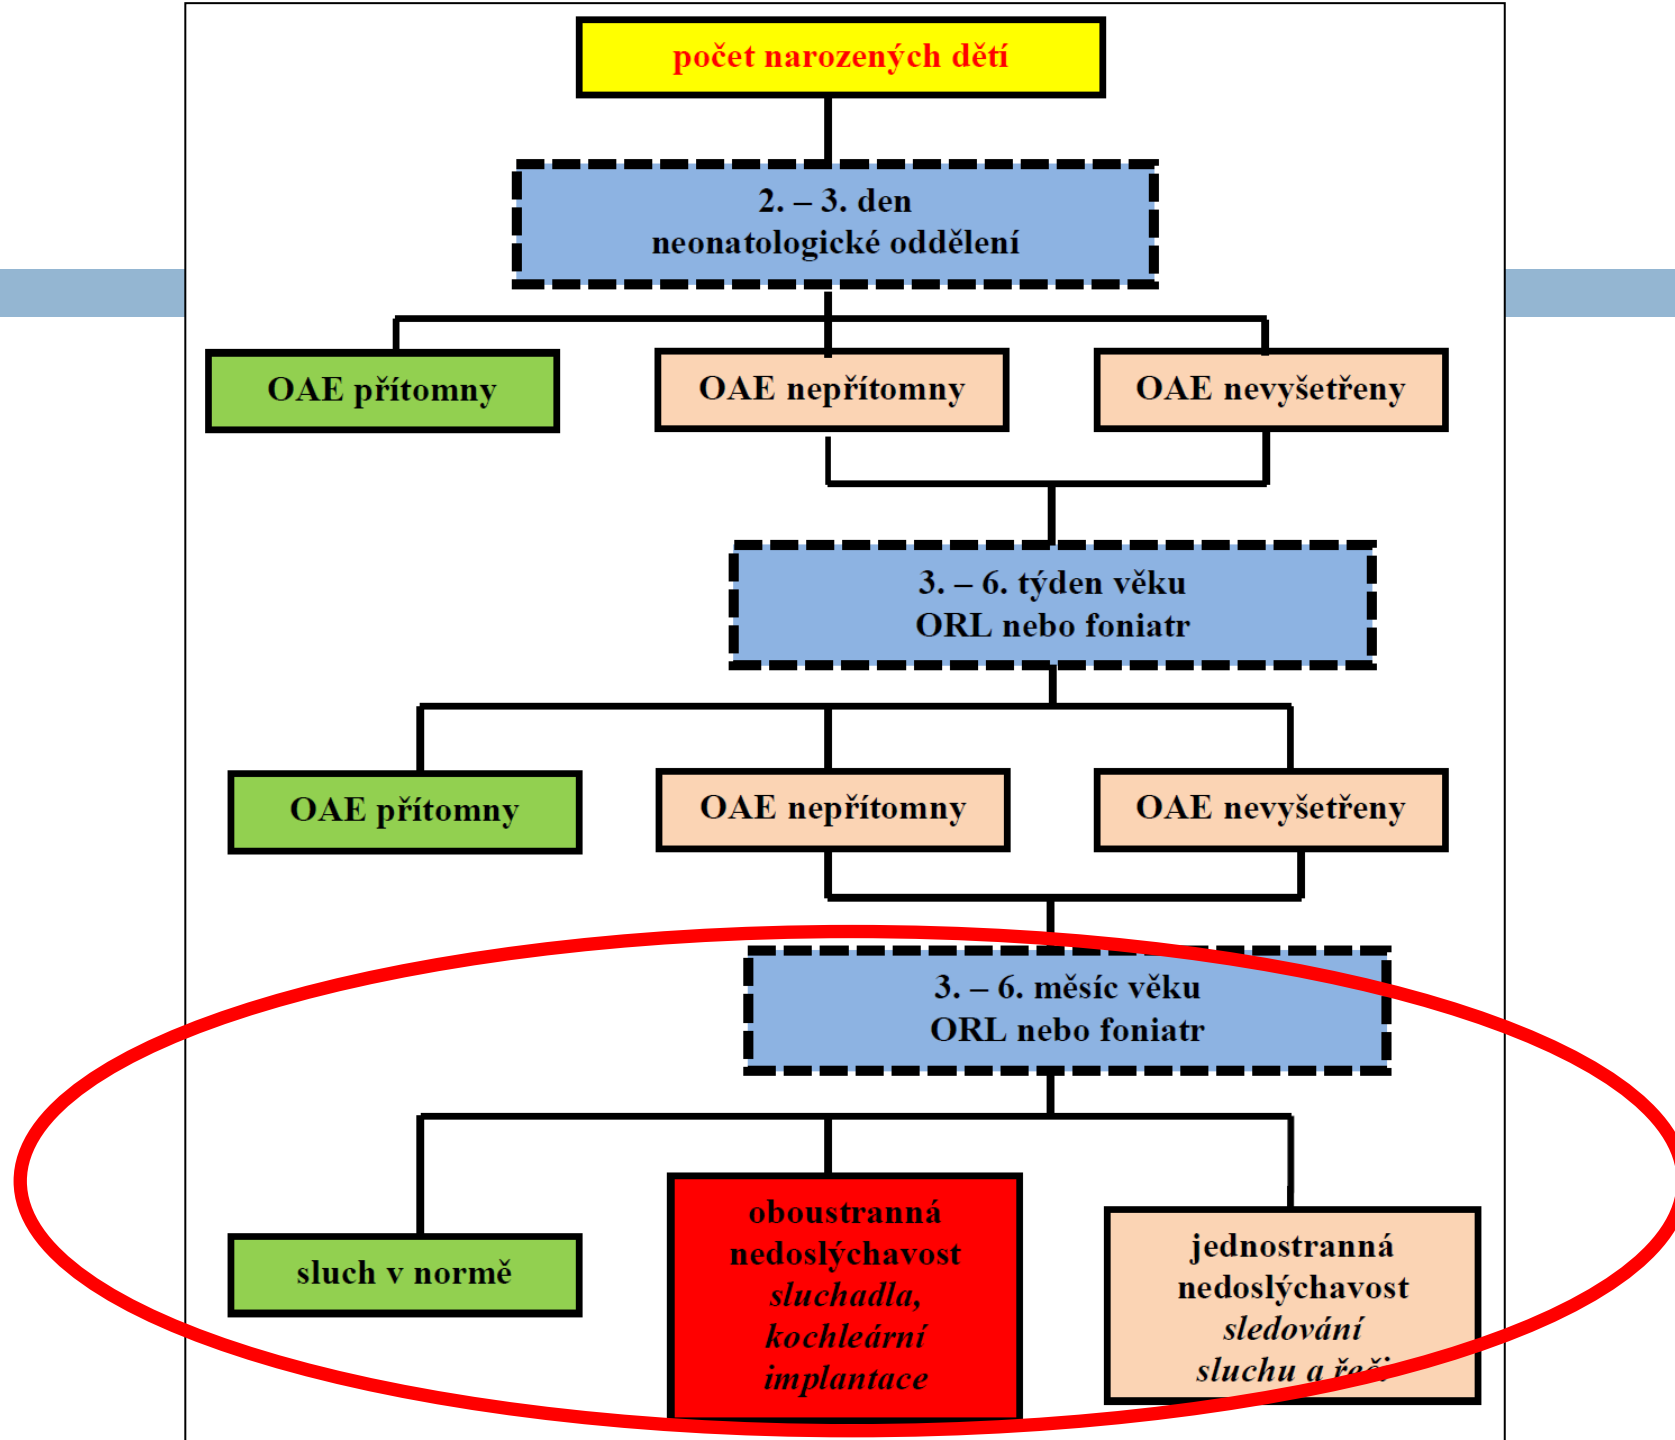 počet narozených dětí
2. – 3. den
neonatologické oddělení
OAE přítomny
OAE nepřítomny
OAE nevyšetřeny
3. – 6. týden věku
ORL nebo foniatr
OAE přítomny
OAE nepřítomny
OAE nevyšetřeny
3. – 6. měsíc věku
ORL nebo foniatr
sluch v normě
oboustranná
nedoslýchavost
sluchadla,
kochleární
implantace
jednostranná
nedoslýchavost
sledování
sluchu a řeči